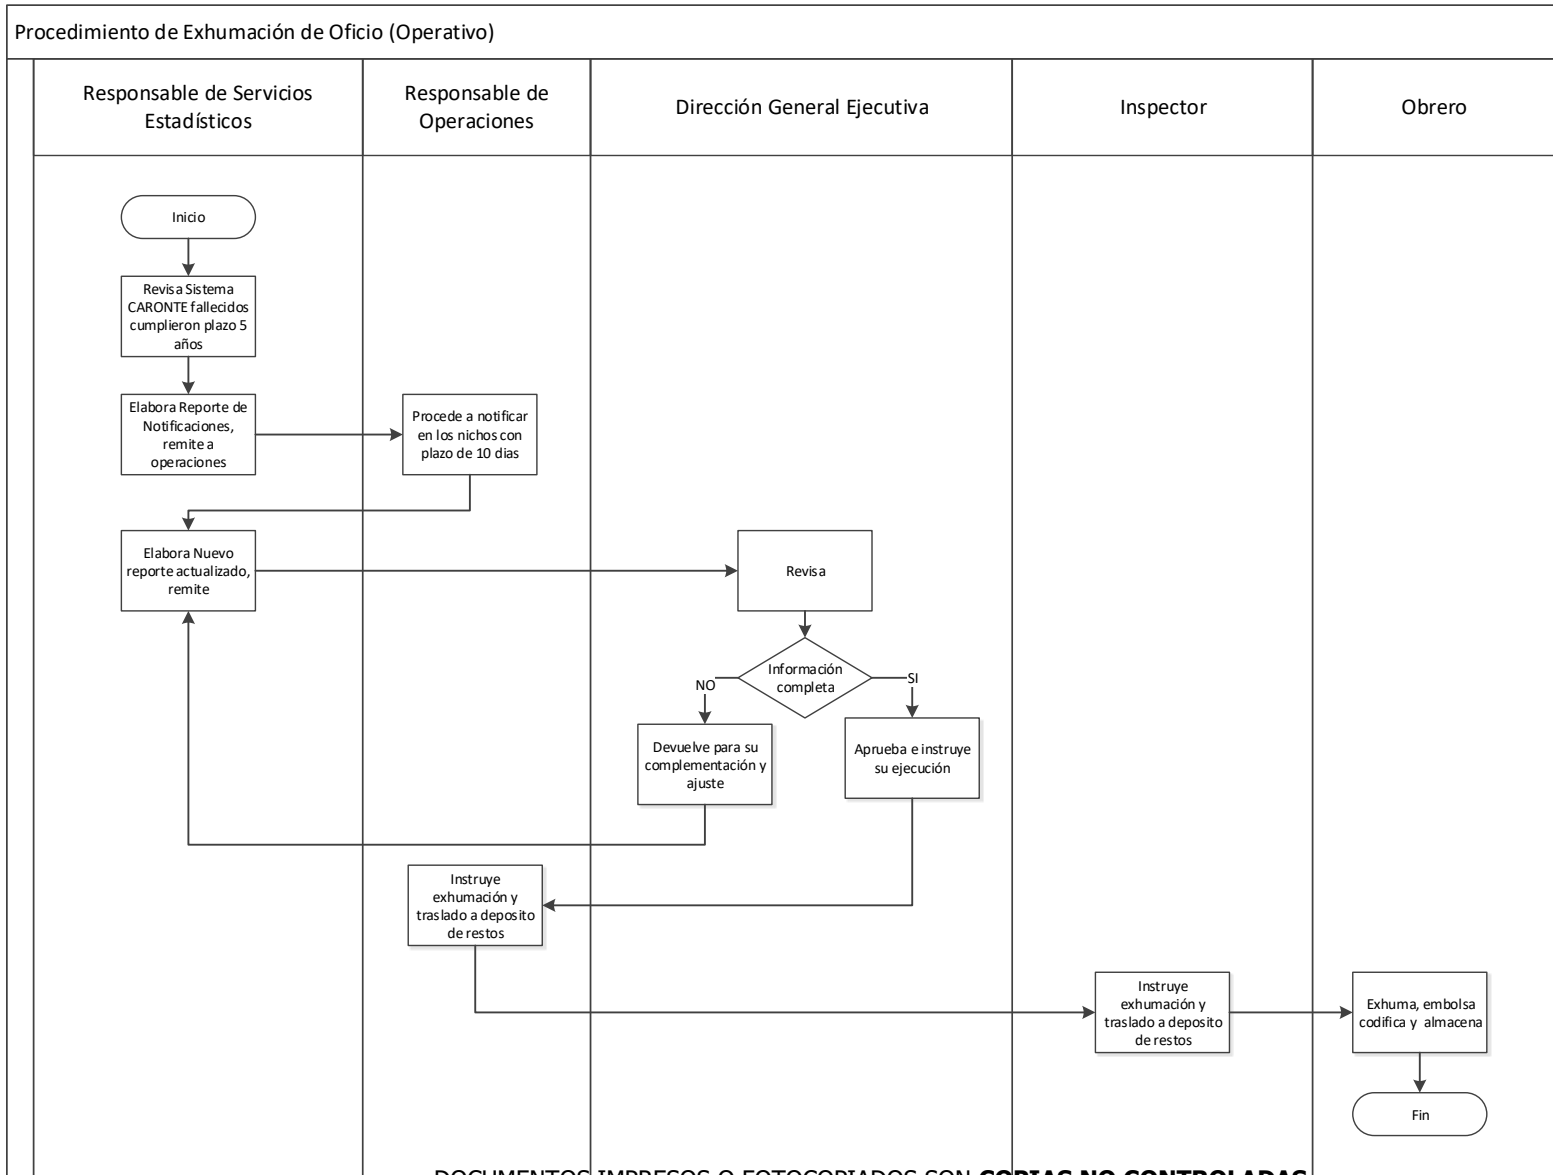 Procedimiento de Exhumación de Oficio (Operativo)
Responsable de Servicios
Estadísticos
Responsable de
Operaciones
Dirección General Ejecutiva
Inspector
Obrero
Inicio
Revisa Sistema
CARONTE fallecidos
cumplieron plazo 5
años
Elabora Reporte de
Notificaciones,
remite a
operaciones
Procede a notificar
en los nichos con
plazo de 10 dias
Elabora Nuevo
reporte actualizado,
remite
Revisa
Información
completa
NO
SI
Devuelve para su
complementación y
ajuste
Aprueba e instruye
su ejecución
Instruye
exhumación y
traslado a deposito
de restos
Instruye
exhumación y
traslado a deposito
de restos
Exhuma, embolsa
codifica y almacena
Fin
DOCUMENTOS IMPRESOS O FOTOCOPIADOS SON COPIAS NO CONTROLADAS